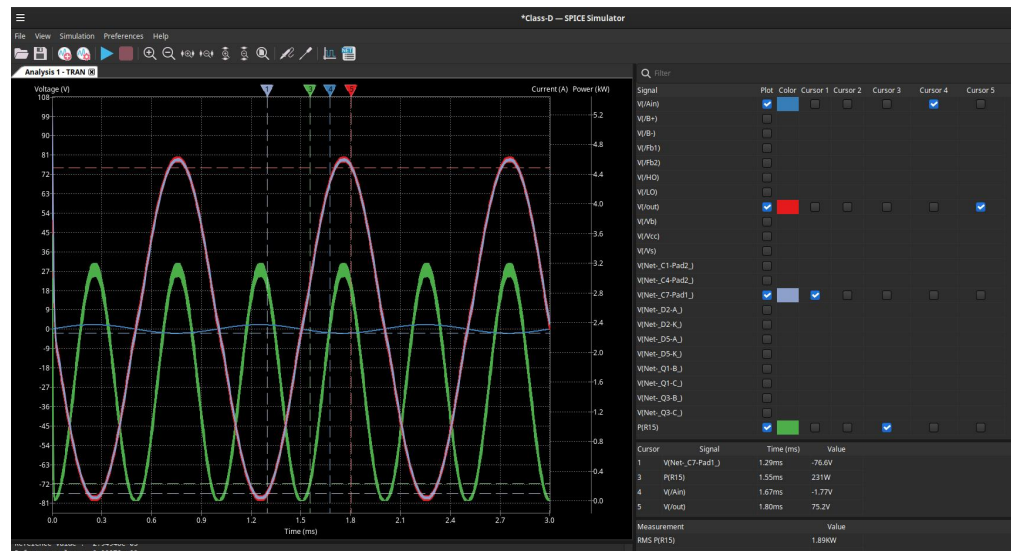 *Class-D — SPICE Simulator
File View Simulation Preferences Help
Analysis 1 - TRAN
Filter
Voltage (V) 1 3 4 5 Current (A) Power (kW)
Signal Plot Color Cursor 1 Cursor 2 Cursor 3 Cursor 4 Cursor 5
108
99
90
81
72
63
54
45
36
27
18
9
0
-9
-18
-27
-36
-45
-54
-63
-72
-81
5.2
4.8
4.4
4.0
3.6
3.2
2.8
2.4
2.0
1.6
1.2
0.8
0.4
0.0
0.0 0.3 0.6 0.9 1.2 1.5 1.8 2.1 2.4 2.7 3.0
Time (ms)
V(/Ain)
V(/B+)
V(/B-)
V(/Fb1)
V(/Fb2)
V(/HO)
V(/LO)
V(/out)
V(/Vb)
V(/Vcc)
V(/Vs)
V(Net-_C1-Pad2_)
V(Net-_C4-Pad2_)
V(Net-_C7-Pad1_)
V(Net-_D2-A_)
V(Net-_D2-K_)
V(Net-_D5-A_)
V(Net-_D5-K_)
V(Net-_Q1-B_)
V(Net-_Q1-C_)
V(Net-_Q3-B_)
V(Net-_Q3-C_)
P(R15)
Cursor Signal Time (ms) Value
1 V(Net-_C7-Pad1_) 1.29ms -76.6V
3 P(R15) 1.55ms 231W
4 V(/Ain) 1.67ms -1.77V
5 V(/out) 1.80ms 75.2V
Measurement Value
RMS P(R15) 1.89KW